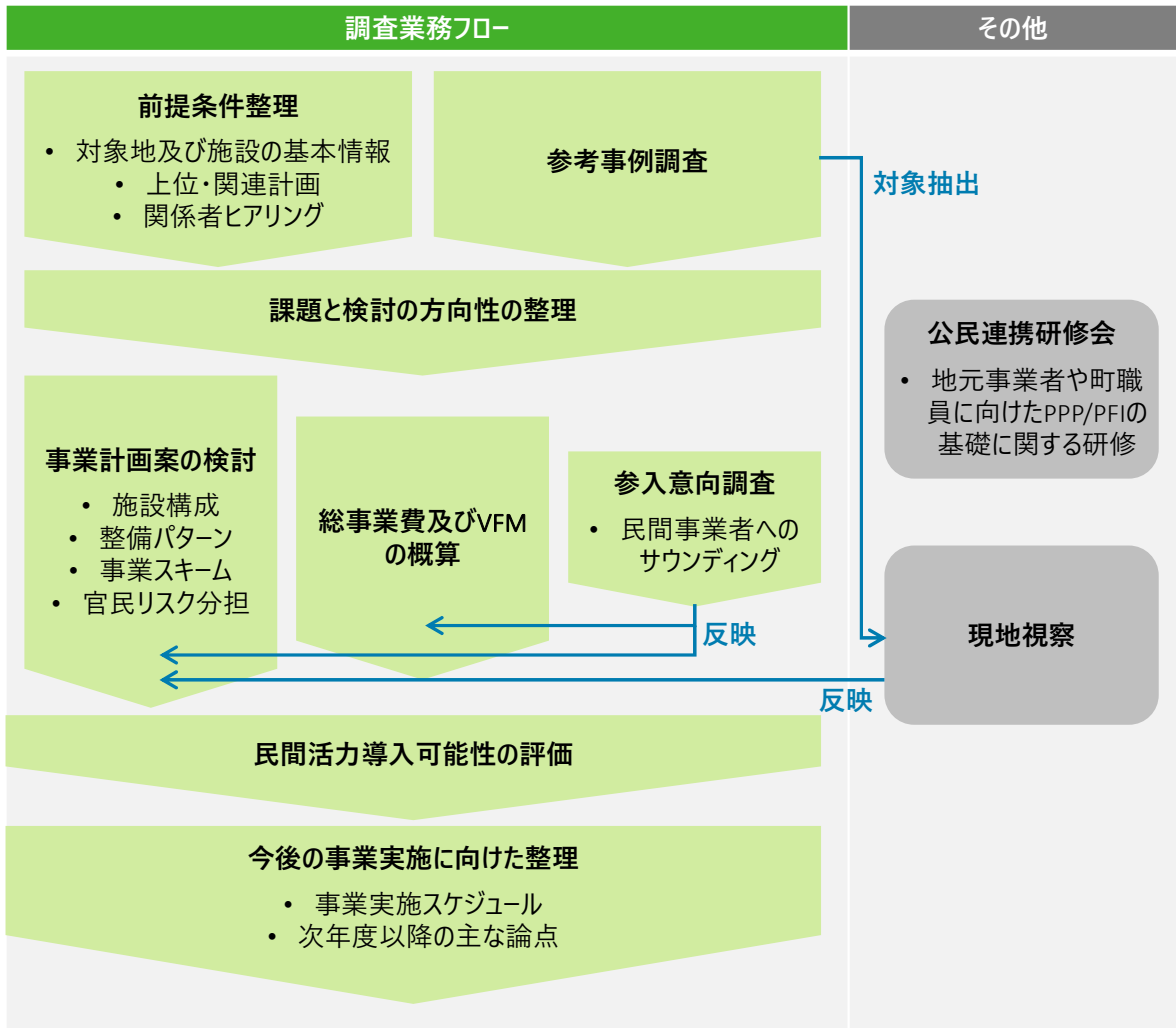 調査業務フロー
その他
前提条件整理
• 対象地及び施設の基本情報
• 上位・関連計画
• 関係者ヒアリング
参考事例調査
対象抽出
課題と検討の方向性の整理
公民連携研修会
• 地元事業者や町職
員に向けたPPP/PFIの
基礎に関する研修
事業計画案の検討
• 施設構成
• 整備パターン
• 事業スキーム
• 官民リスク分担
総事業費及びVFM
の概算
参入意向調査
• 民間事業者への
サウンディング
反映
現地視察
反映
民間活力導入可能性の評価
今後の事業実施に向けた整理
• 事業実施スケジュール
• 次年度以降の主な論点